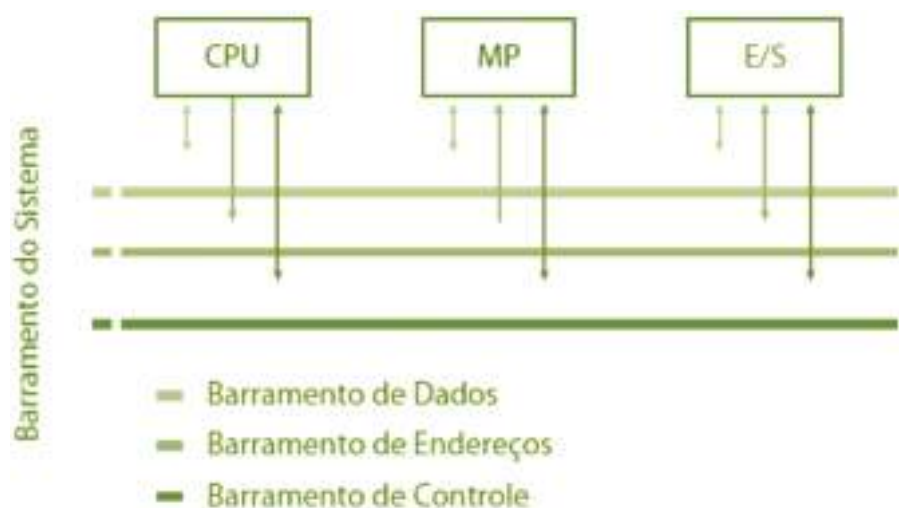 CPU
MP
E/S
Barramento do Sistema
Barramento de Dados
Barramento de Endereços
Barramento de Controle